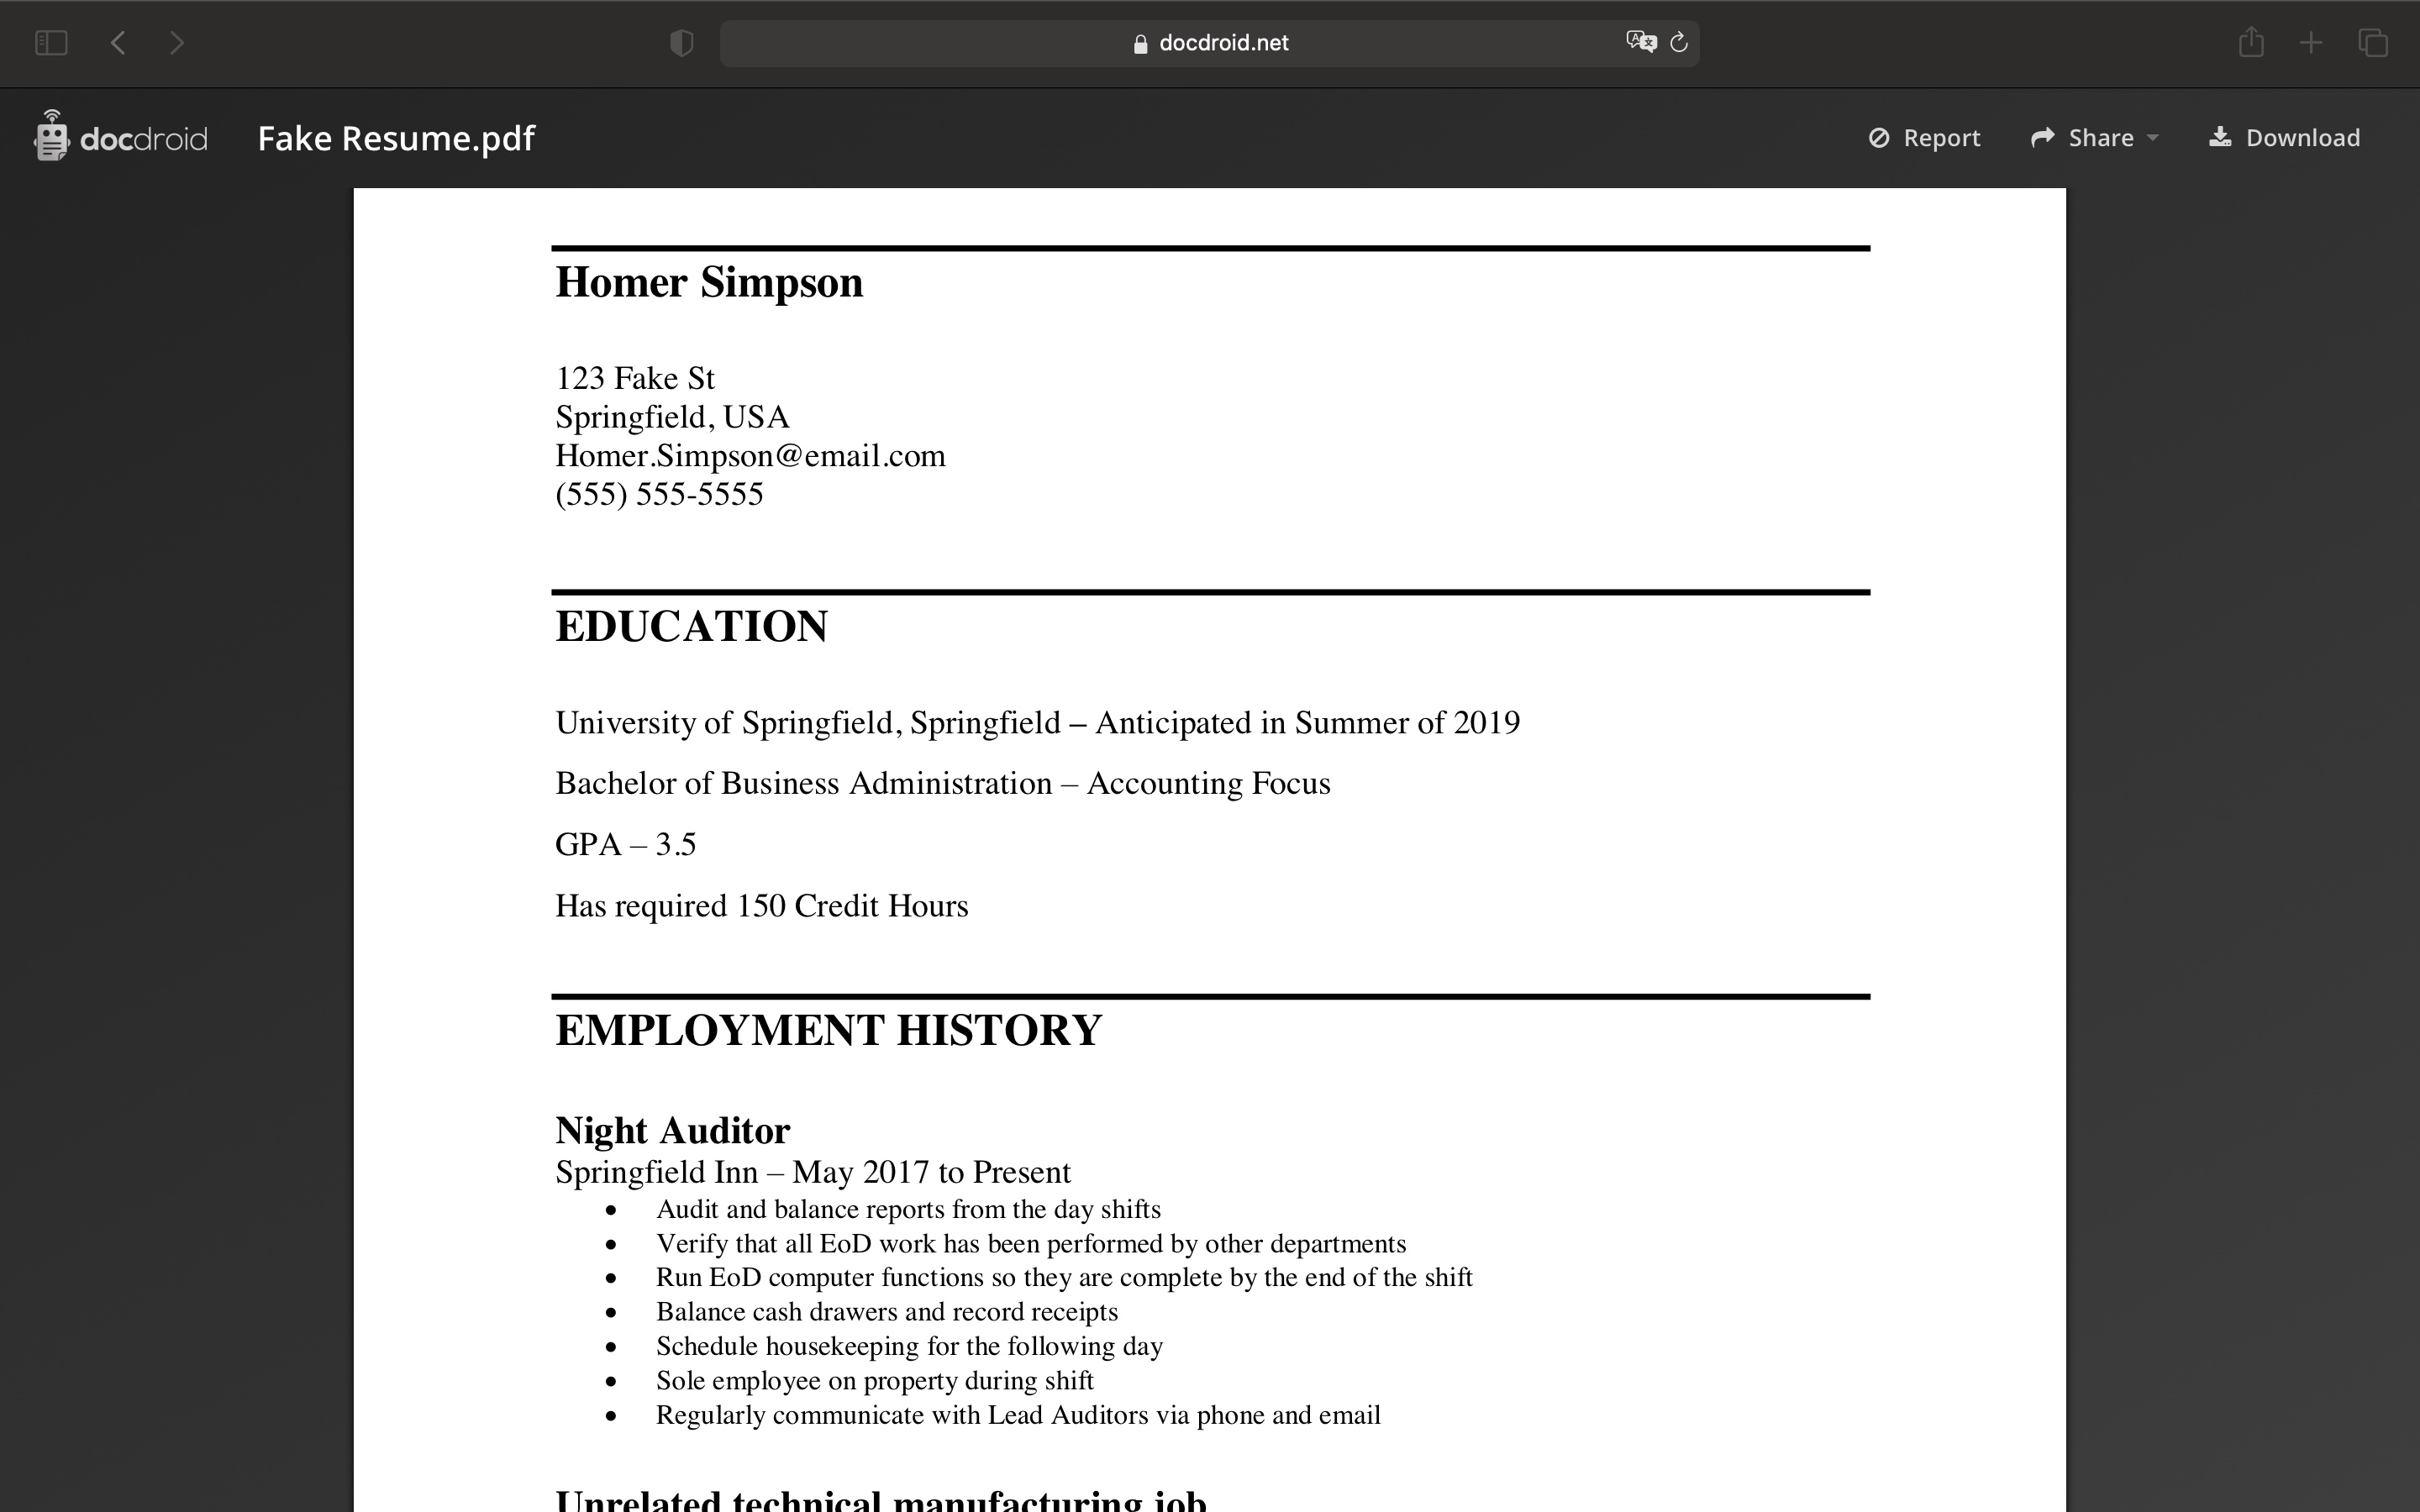 docdroid.net
docdroid
Fake Resume.pdf
Report
Share
Download
Homer Simpson
123 Fake St
Springfield, USA
Homer.Simpson@email.com
(555) 555-5555
EDUCATION
University of Springfield, Springfield – Anticipated in Summer of 2019
Bachelor of Business Administration – Accounting Focus
GPA – 3.5
Has required 150 Credit Hours
EMPLOYMENT HISTORY
Night Auditor
Springfield Inn – May 2017 to Present
• Audit and balance reports from the day shifts
• Verify that all EoD work has been performed by other departments
• Run EoD computer functions so they are complete by the end of the shift
• Balance cash drawers and record receipts
• Schedule housekeeping for the following day
• Sole employee on property during shift
• Regularly communicate with Lead Auditors via phone and email
Unrelated technical manufacturing job